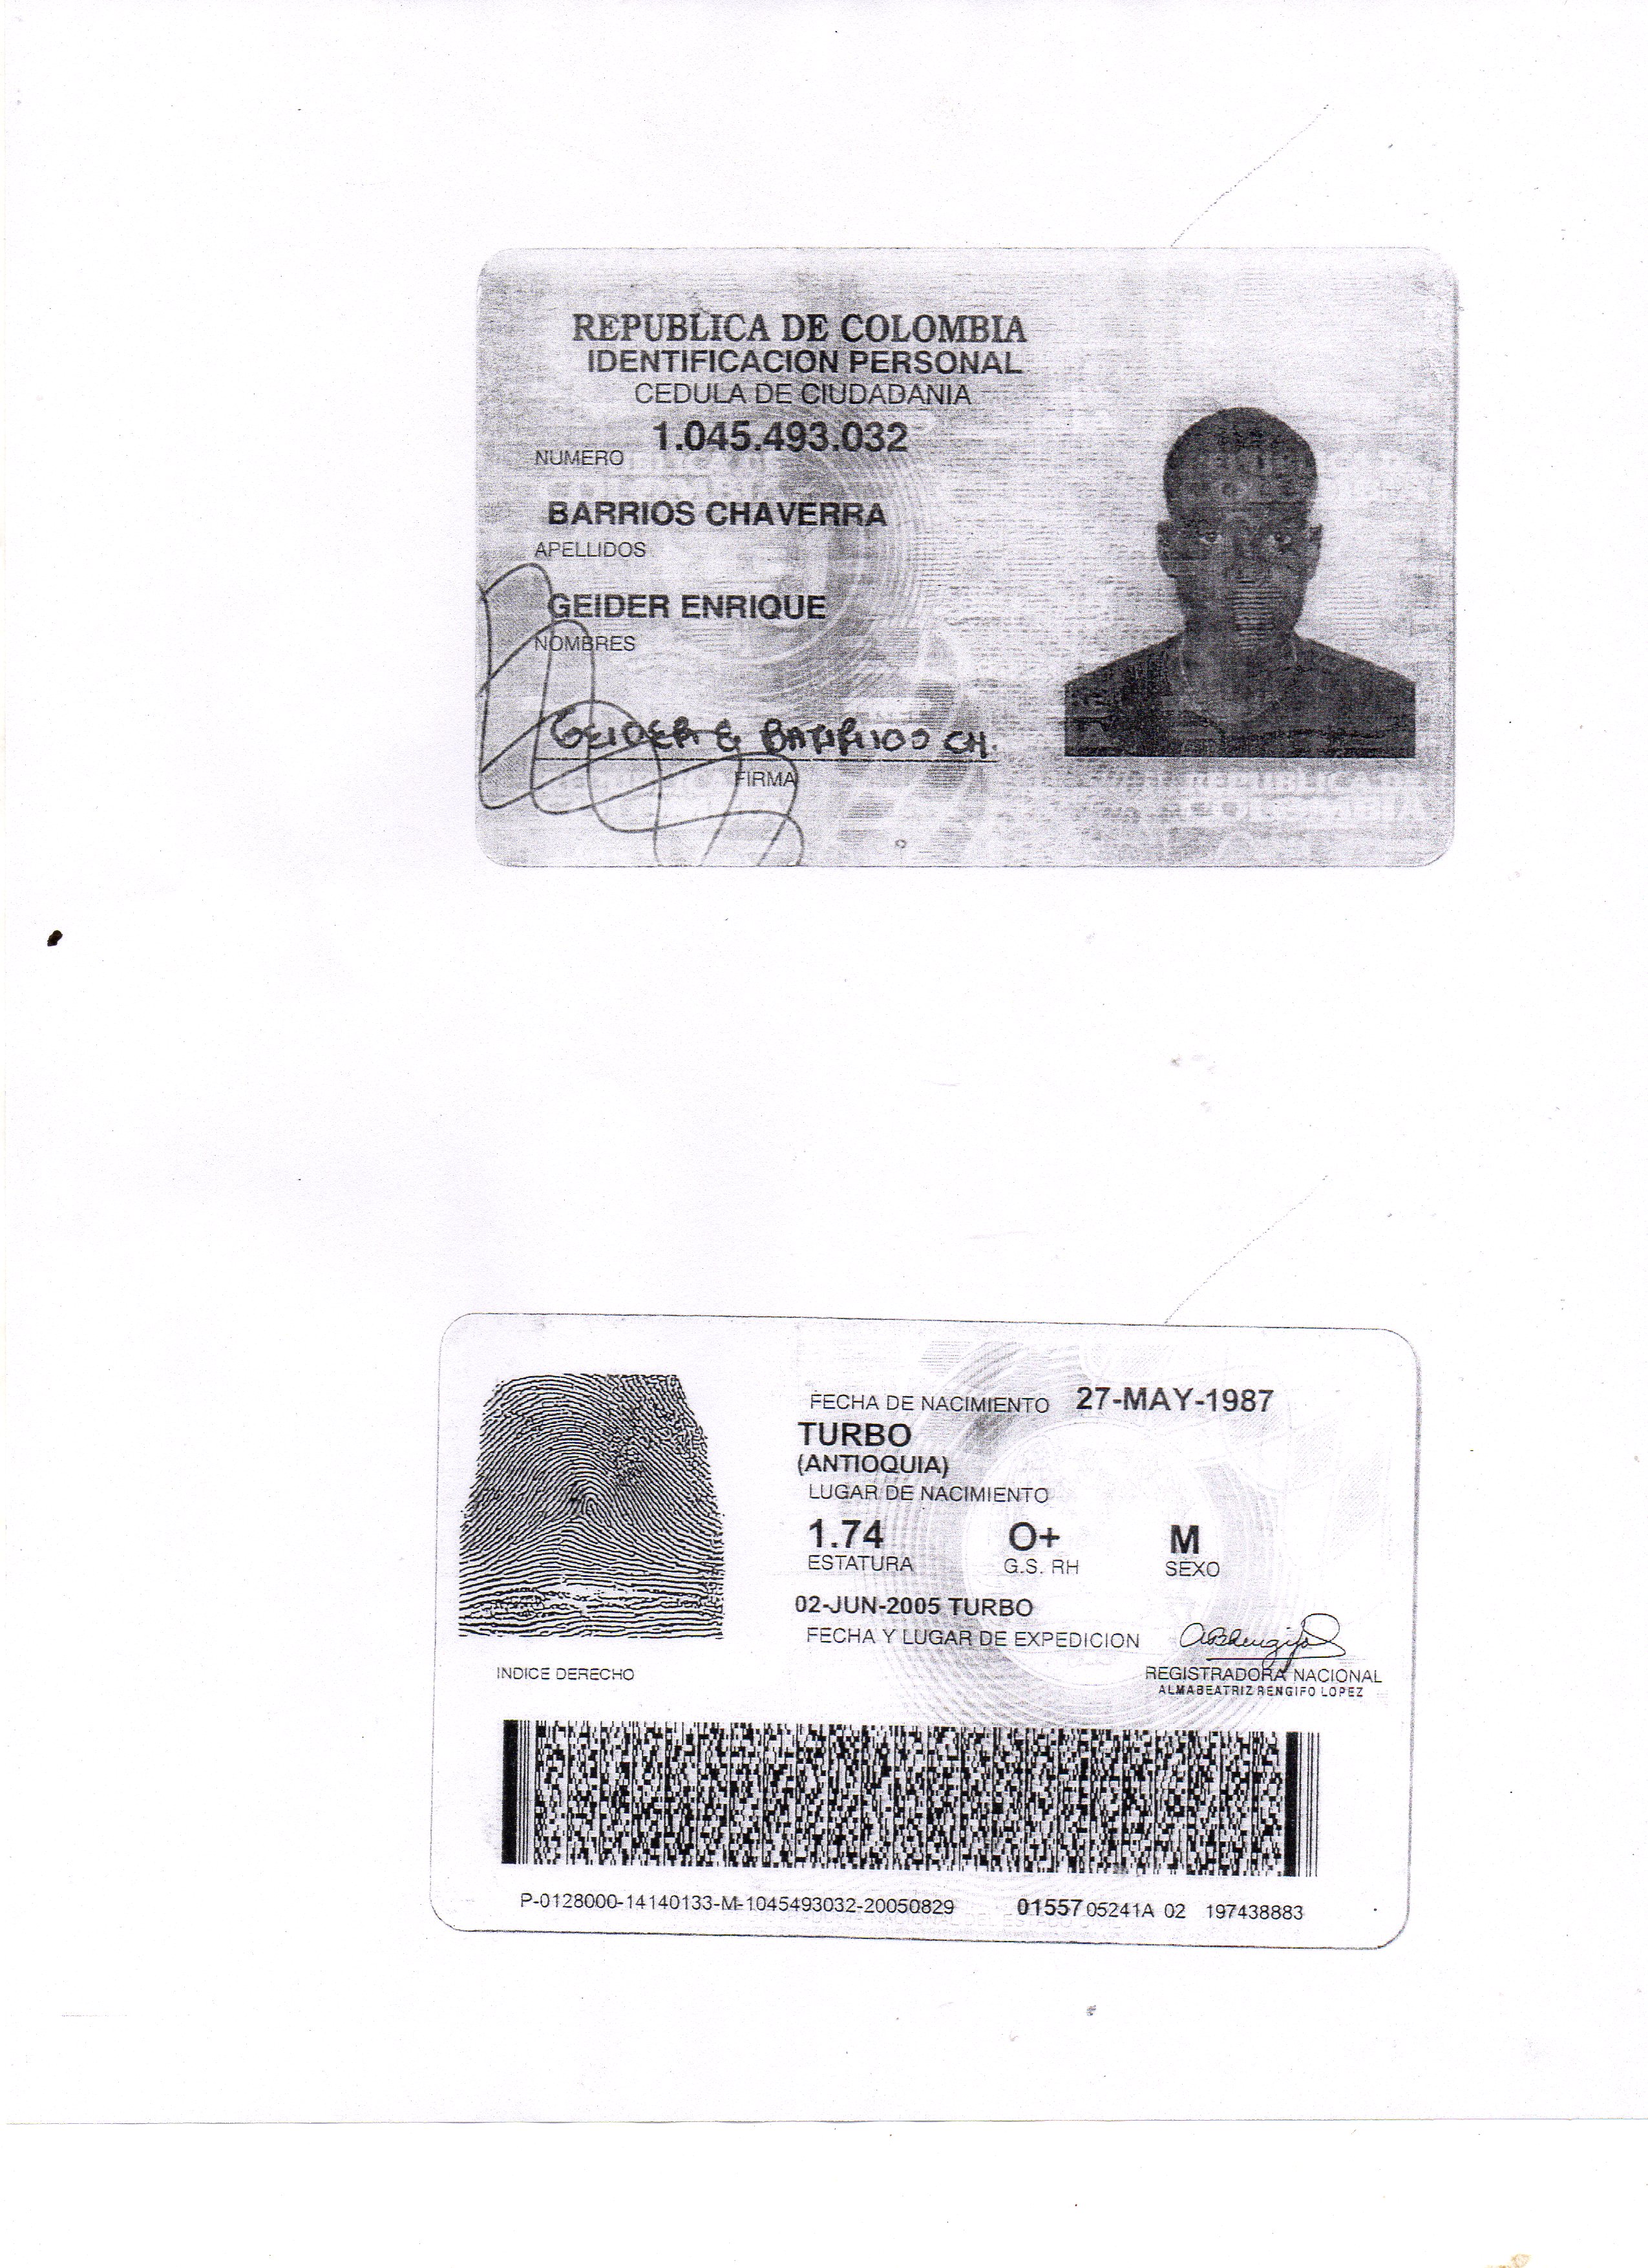 REPUBLICA DE COLOMBIA
IDENTIFICACION PERSONAL
CEDULA DE CIUDADANIA
NUMERO 1.045.493.032
BARRIOS CHAVERRA
APELLIDOS
GEIDER ENRIQUE
NOMBRES
GEIDER E BARRIOS CH.
FIRMA
REPUBLICA DE
COLOMBIA
FECHA DE NACIMIENTO 27-MAY-1987
TURBO
(ANTIOQUIA)
LUGAR DE NACIMIENTO
1.74 O+ M
ESTATURA G.S. RH SEXO
02-JUN-2005 TURBO
FECHA Y LUGAR DE EXPEDICION
INDICE DERECHO
REGISTRADORA NACIONAL
ALMABEATRIZ RENGIFO LOPEZ
P-0128000-14140133-M-1045493032-20050829 0155705241A 02 197438883